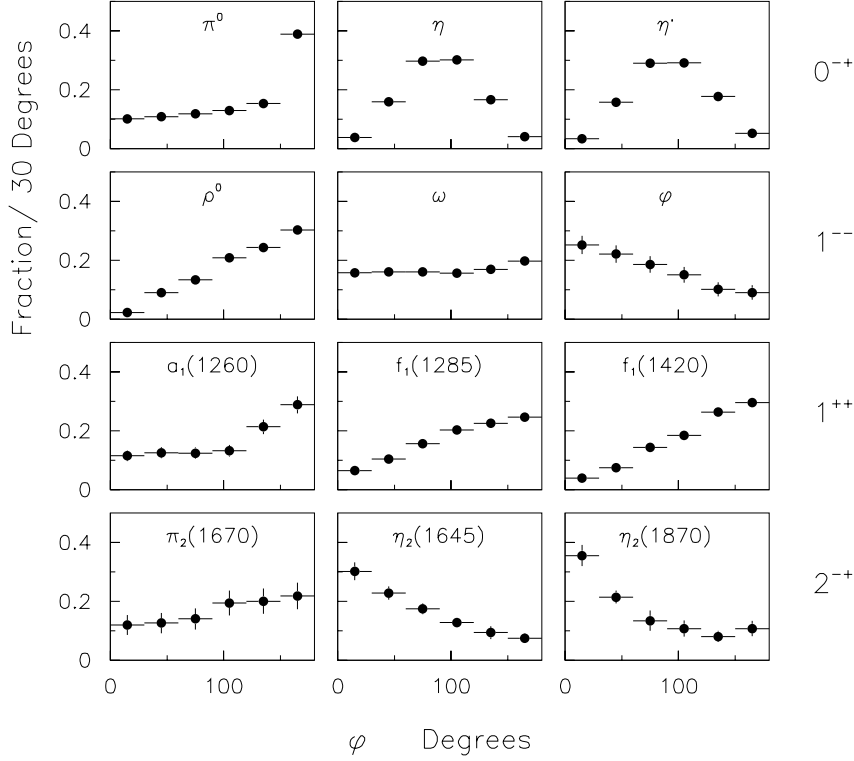 Fraction/ 30 Degrees
0.4
0.2
0
π⁰
η
η'
0⁻⁺
0.4
0.2
0
ρ⁰
ω
φ
1⁻⁻
0.4
0.2
0
a₁(1260)
f₁(1285)
f₁(1420)
1⁺⁺
0.4
0.2
0
π₂(1670)
η₂(1645)
η₂(1870)
2⁻⁺
0 100 0 100 0 100
φ Degrees